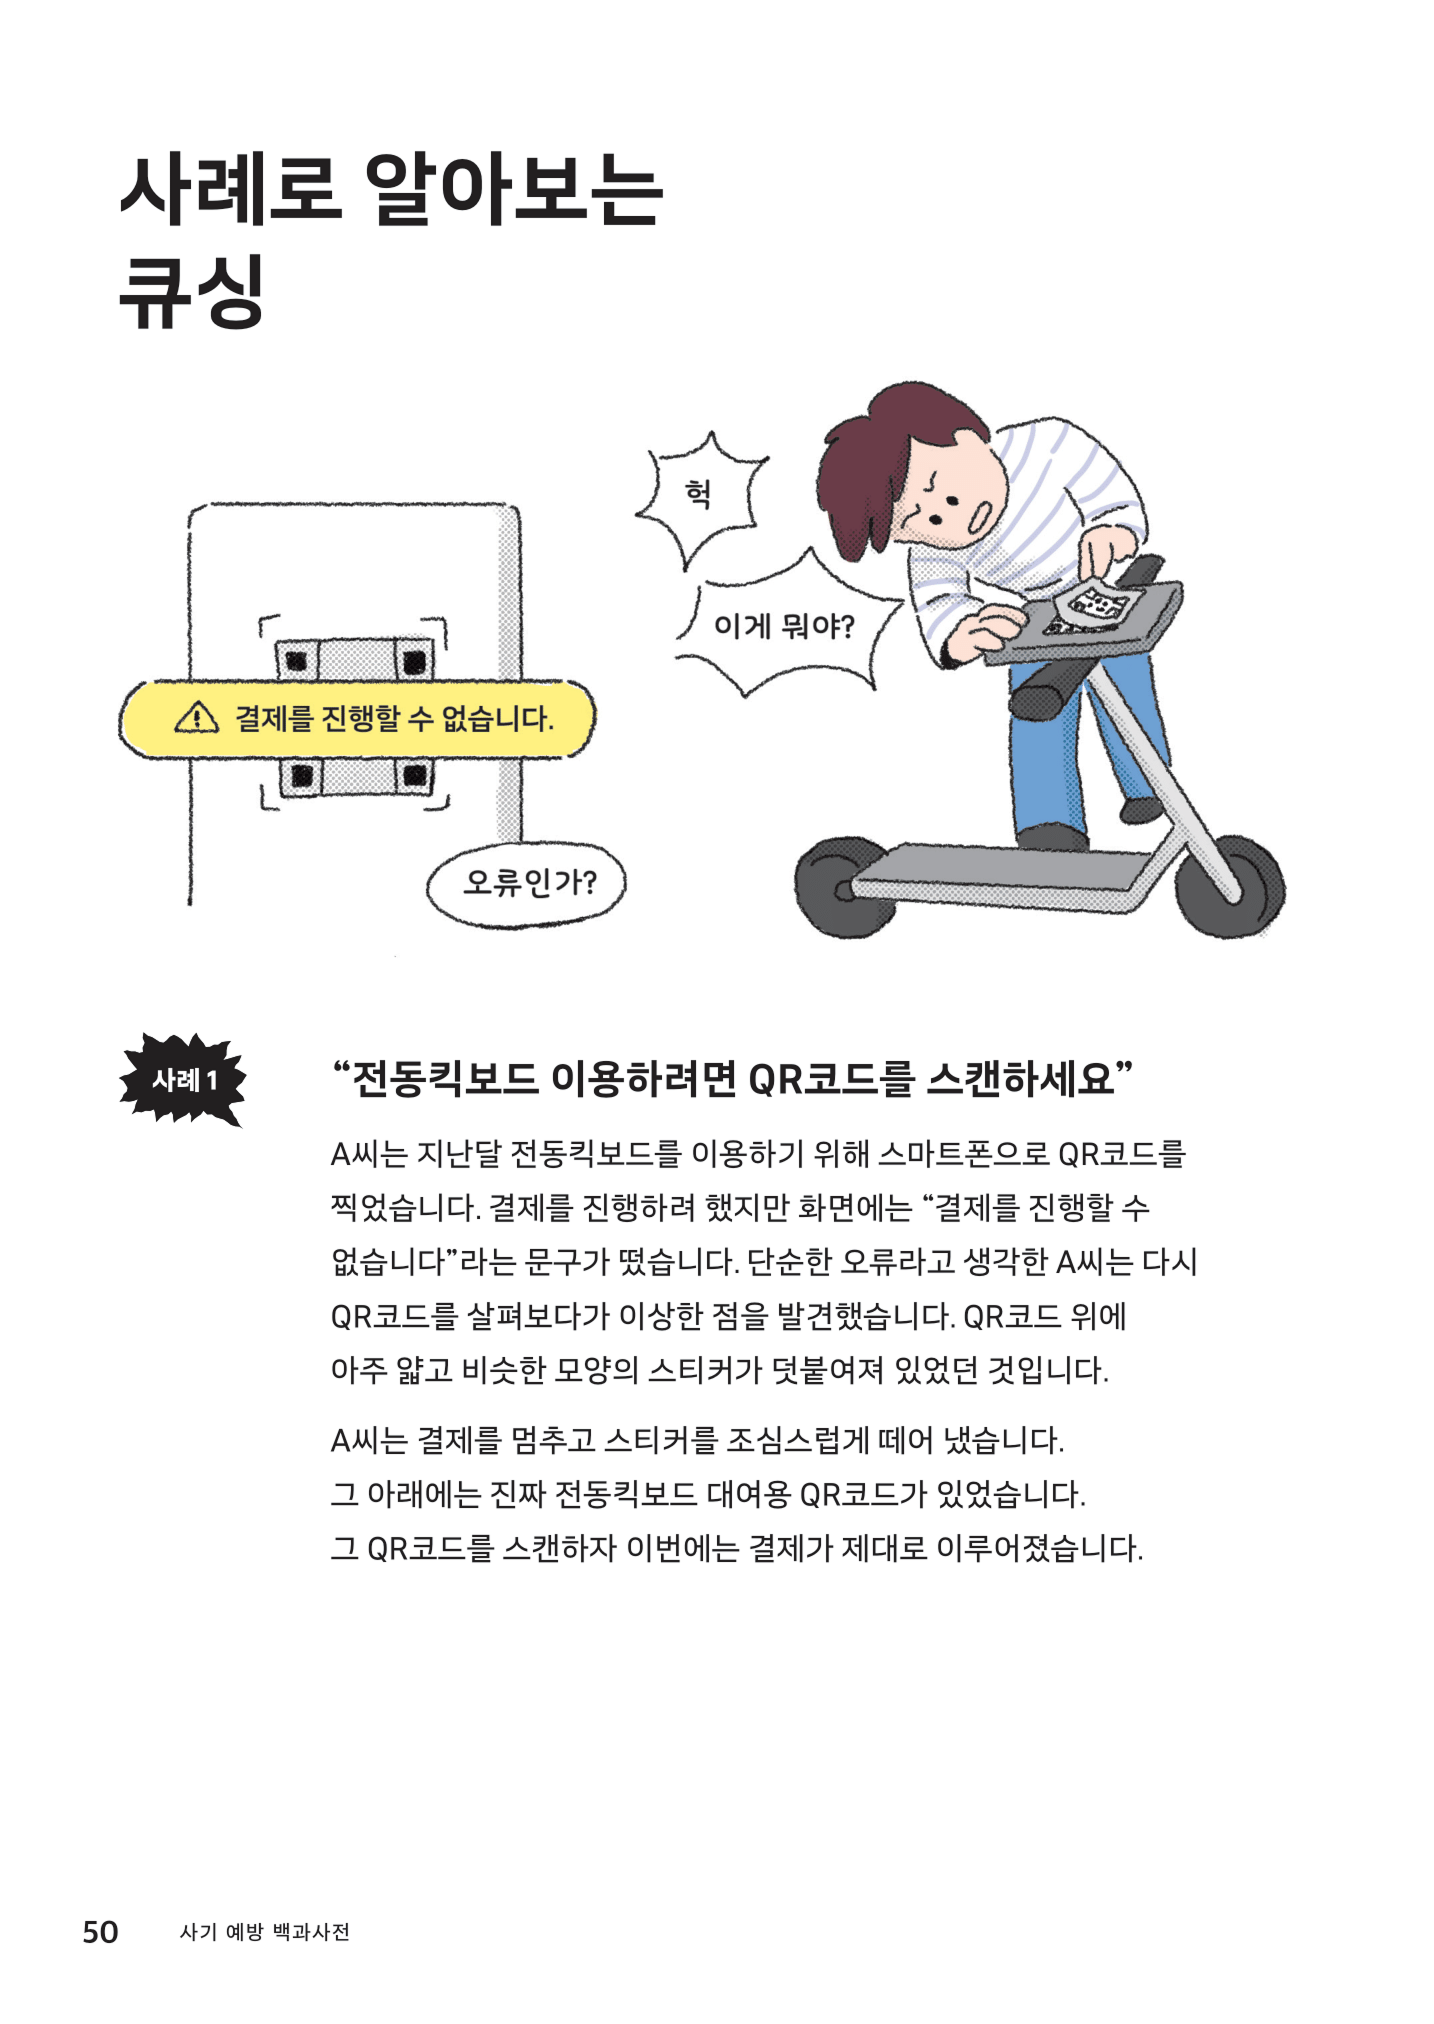 사례로 알아보는
큐싱
헉
이게 뭐야?
결제를 진행할 수 없습니다.
오류인가?
사례 1
“전동킥보드 이용하려면 QR코드를 스캔하세요”
A씨는 지난달 전동킥보드를 이용하기 위해 스마트폰으로 QR코드를
찍었습니다. 결제를 진행하려 했지만 화면에는 “결제를 진행할 수
없습니다”라는 문구가 떴습니다. 단순한 오류라고 생각한 A씨는 다시
QR코드를 살펴보다가 이상한 점을 발견했습니다. QR코드 위에
아주 얇고 비슷한 모양의 스티커가 덧붙여져 있었던 것입니다.
A씨는 결제를 멈추고 스티커를 조심스럽게 떼어 냈습니다.
그 아래에는 진짜 전동킥보드 대여용 QR코드가 있었습니다.
그 QR코드를 스캔하자 이번에는 결제가 제대로 이루어졌습니다.
50 사기 예방 백과사전